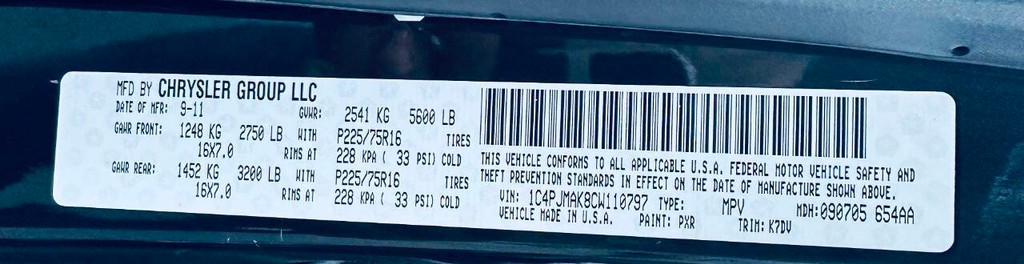 MFD BY CHRYSLER GROUP LLC
DATE OF MFR: 9-11 GVWR: 2541 KG 5600 LB
GAWR FRONT: 1248 KG 2750 LB WITH P225/75R16 TIRES
16X7.0 RIMS AT 228 KPA ( 33 PSI) COLD
GAWR REAR: 1452 KG 3200 LB WITH P225/75R16 TIRES
16X7.0 RIMS AT 228 KPA ( 33 PSI) COLD
THIS VEHICLE CONFORMS TO ALL APPLICABLE U.S.A. FEDERAL MOTOR VEHICLE SAFETY AND
THEFT PREVENTION STANDARDS IN EFFECT ON THE DATE OF MANUFACTURE SHOWN ABOVE.
VIN: 1C4PJMAK8CW110797 TYPE: MPV MDH:090705 654AA
VEHICLE MADE IN U.S.A. PAINT: PXR TRIM: K7DV